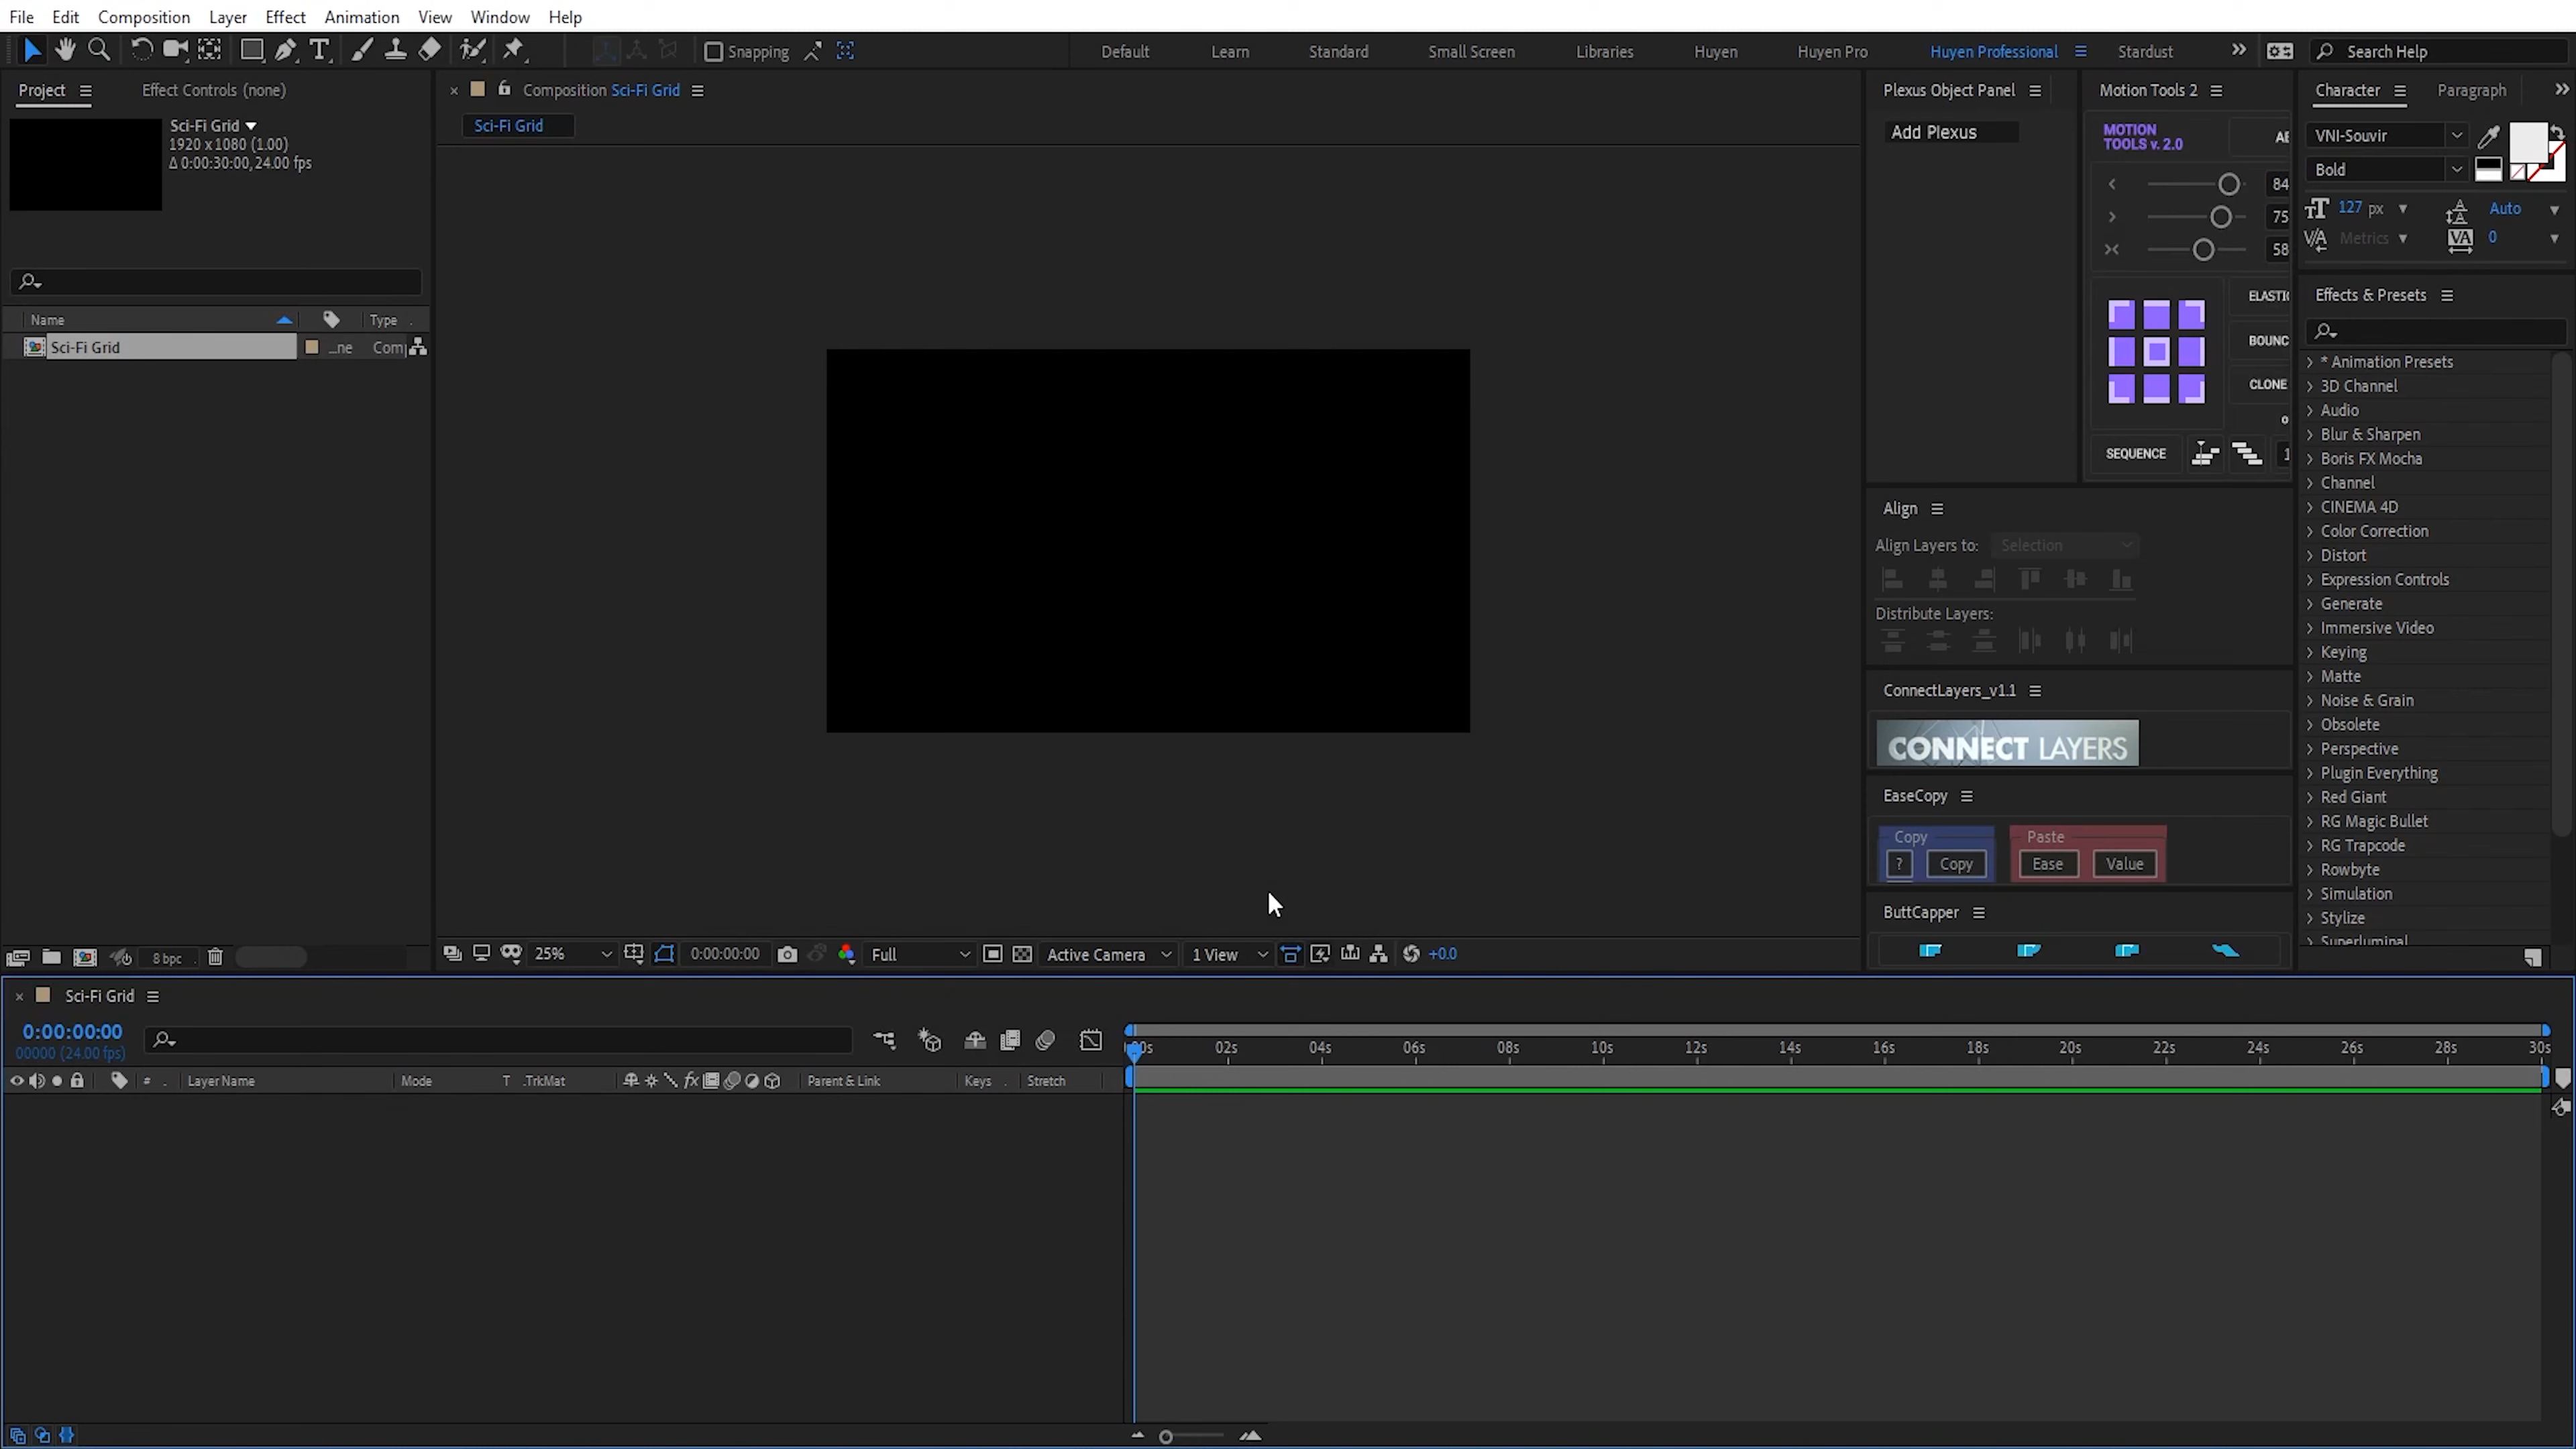 File Edit Composition Layer Effect Animation View Window Help
Snapping Default Learn Standard Small Screen Libraries Huyen Huyen Pro Huyen Professional Stardust Search Help
Project Effect Controls (none)
Sci-Fi Grid
1920 x 1080 (1.00)
Δ 0:00:30:00, 24.00 fps
Name Type
Sci-Fi Grid ...ne Com
8 bpc
Composition Sci-Fi Grid
Sci-Fi Grid
25% 0:00:00:00 Full Active Camera 1 View +0.0
Plexus Object Panel
Add Plexus
Motion Tools 2
MOTION
TOOLS v. 2.0
84
75
58
ELASTI
BOUNC
CLONE
SEQUENCE 1
Align
Align Layers to: Selection
Distribute Layers:
ConnectLayers_v1.1
CONNECT LAYERS
EaseCopy
Copy Paste
? Copy Ease Value
ButtCapper
Character Paragraph
VNI-Souvir
Bold
127 px Auto
Metrics 0
Effects & Presets
* Animation Presets
3D Channel
Audio
Blur & Sharpen
Boris FX Mocha
Channel
CINEMA 4D
Color Correction
Distort
Expression Controls
Generate
Immersive Video
Keying
Matte
Noise & Grain
Obsolete
Perspective
Plugin Everything
Red Giant
RG Magic Bullet
RG Trapcode
Rowbyte
Simulation
Stylize
Superluminal
Sci-Fi Grid
0:00:00:00
00000 (24.00 fps)
# Layer Name Mode T .TrkMat Parent & Link Keys Stretch
02s 04s 06s 08s 10s 12s 14s 16s 18s 20s 22s 24s 26s 28s 30s